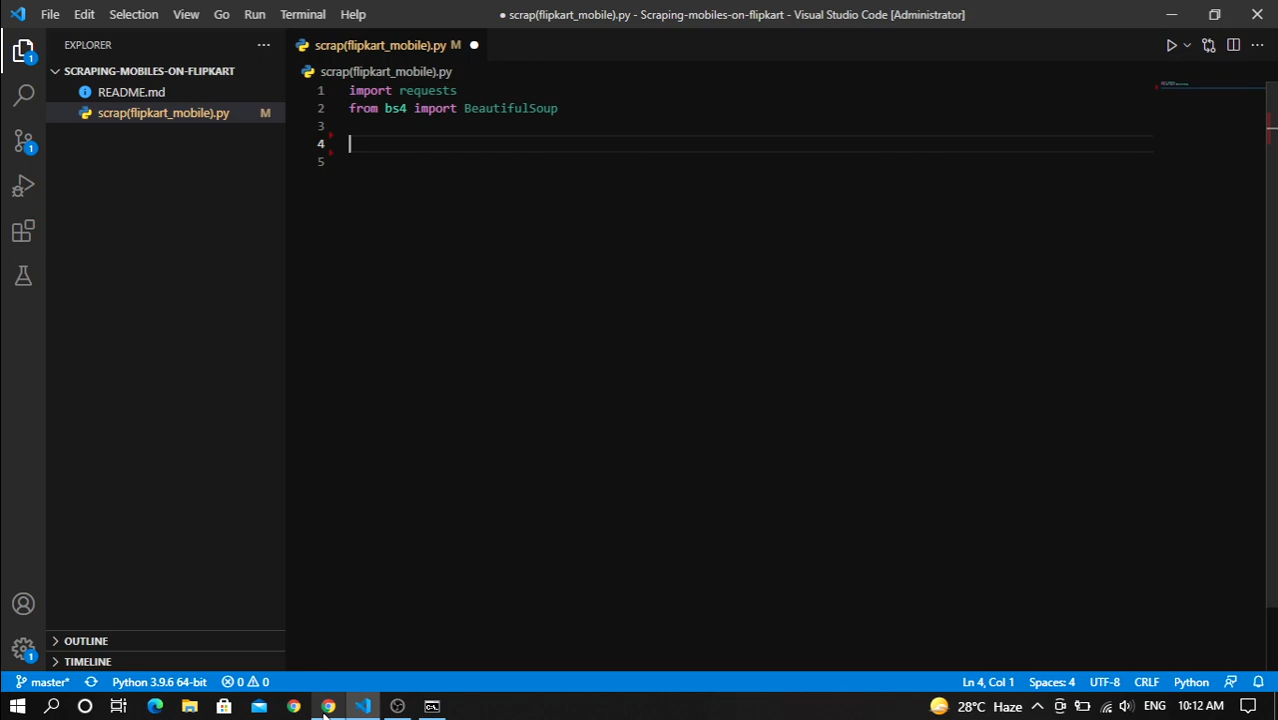 File Edit Selection View Go Run Terminal Help
● scrap(flipkart_mobile).py - Scraping-mobiles-on-flipkart - Visual Studio Code [Administrator]
EXPLORER
scrap(flipkart_mobile).py M
SCRAPING-MOBILES-ON-FLIPKART
README.md
scrap(flipkart_mobile).py M
scrap(flipkart_mobile).py
1 import requests
2 from bs4 import BeautifulSoup
3
4
5
1
1
1
OUTLINE
TIMELINE
master* Python 3.9.6 64-bit 0 0
Ln 4, Col 1 Spaces: 4 UTF-8 CRLF Python
28°C Haze ENG 10:12 AM